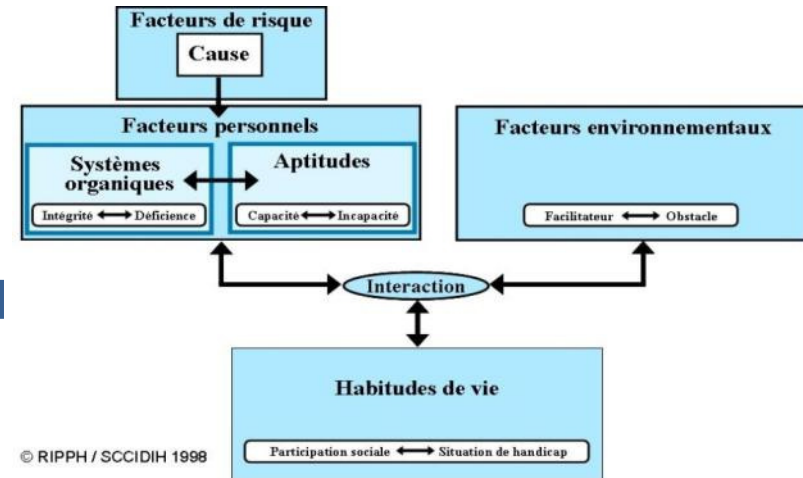 Facteurs de risque
Cause
Facteurs personnels
Systèmes
organiques
Intégrité
Déficience
Aptitudes
Capacité
Incapacité
Facteurs environnementaux
Facilitateur
Obstacle
Interaction
Habitudes de vie
Participation sociale
Situation de handicap
© RIPPH / SCCIDIH 1998